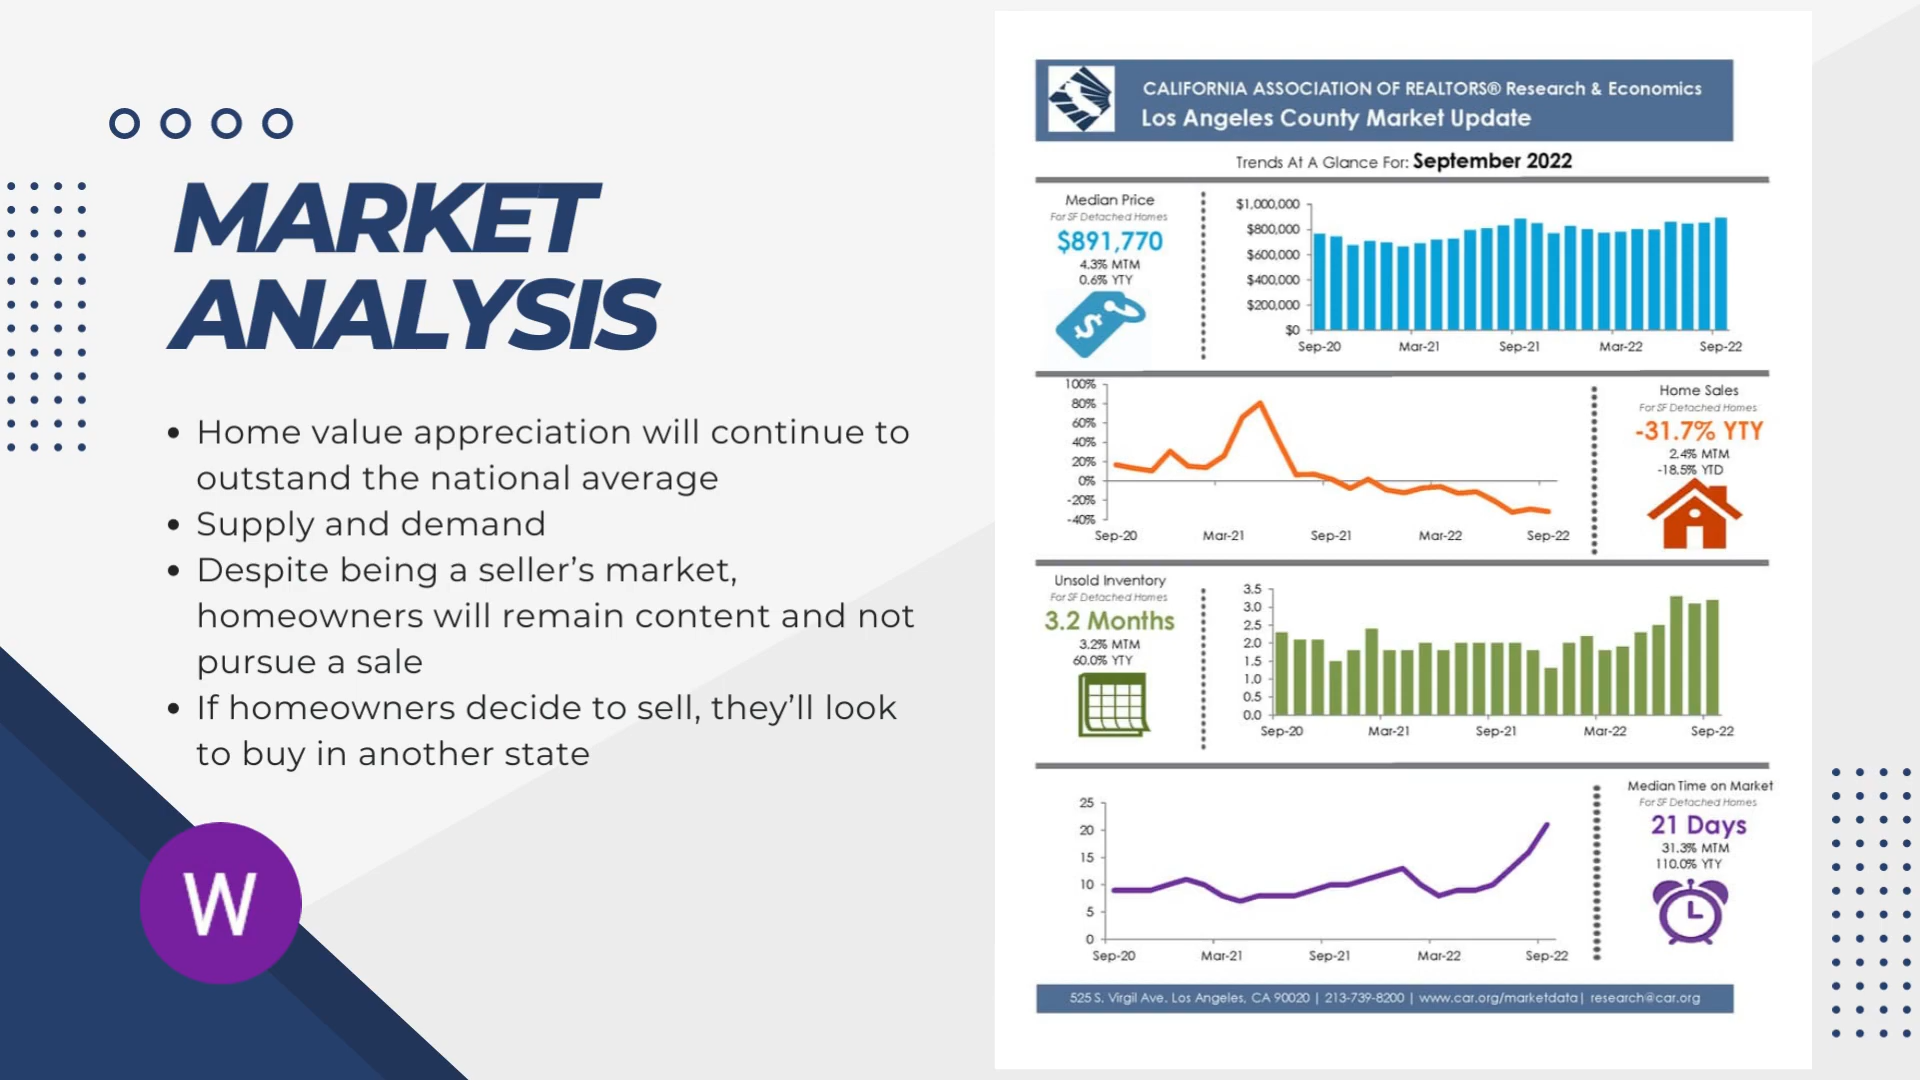 MARKET
ANALYSIS
• Home value appreciation will continue to
outstand the national average
• Supply and demand
• Despite being a seller’s market,
homeowners will remain content and not
pursue a sale
• If homeowners decide to sell, they’ll look
to buy in another state
W
CALIFORNIA ASSOCIATION OF REALTORS® Research & Economics
Los Angeles County Market Update
Trends At A Glance For: September 2022
Median Price
For SF Detached Homes
$891,770
4.3% MTM
0.6% YTY
$
$1,000,000
$800,000
$600,000
$400,000
$200,000
$0
Sep-20 Mar-21 Sep-21 Mar-22 Sep-22
100%
80%
60%
40%
20%
0%
-20%
-40%
Sep-20 Mar-21 Sep-21 Mar-22 Sep-22
Home Sales
For SF Detached Homes
-31.7% YTY
2.4% MTM
-18.5% YTD
Unsold Inventory
For SF Detached Homes
3.2 Months
3.2% MTM
60.0% YTY
3.5
3.0
2.5
2.0
1.5
1.0
0.5
0.0
Sep-20 Mar-21 Sep-21 Mar-22 Sep-22
25
20
15
10
5
0
Sep-20 Mar-21 Sep-21 Mar-22 Sep-22
Median Time on Market
For SF Detached Homes
21 Days
31.3% MTM
110.0% YTY
525 S. Virgil Ave. Los Angeles, CA 90020 | 213-739-8200 | www.car.org/marketdata| research@car.org